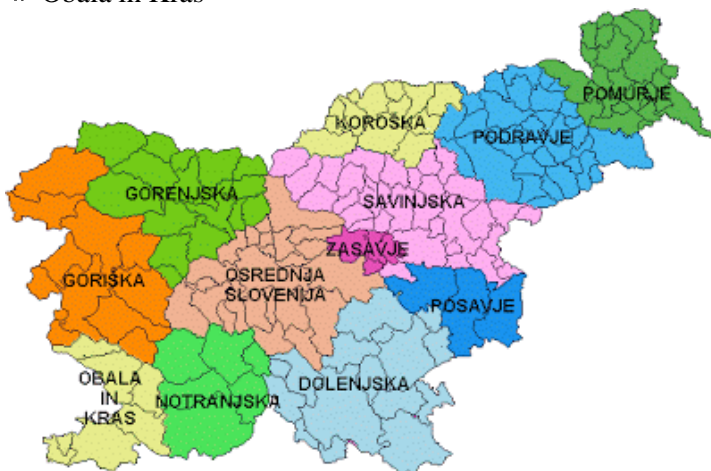 Obala in Kras
POMURJE
KOROŠKA
PODRAVJE
GORENJSKA
SAVINJSKA
ZASAVJE
GORIŠKA
OSREDNJA
SLOVENIJA
POSAVJE
OBALA
IN
KRAS
NOTRANJSKA
DOLENJSKA